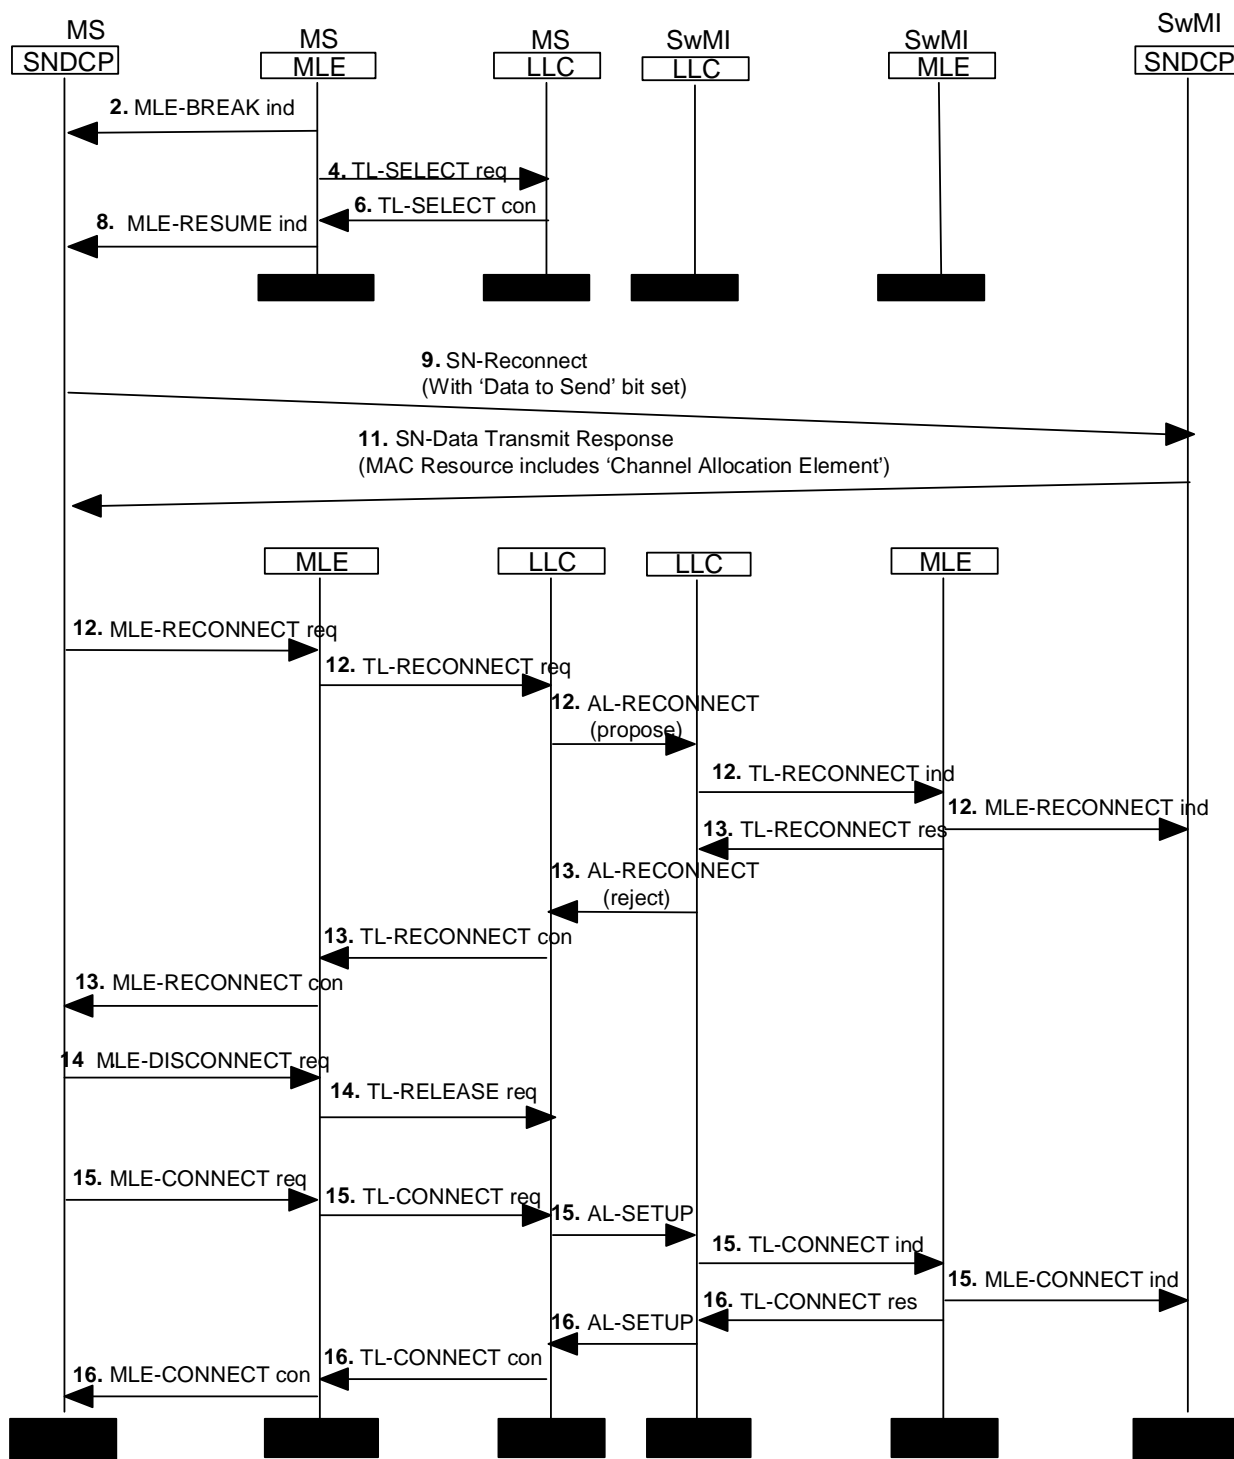 MS
MS
MS
SwMI
SwMI
SwMI
SNDCP
MLE
LLC
LLC
MLE
SNDCP
2. MLE-BREAK ind
4. TL-SELECT req
6. TL-SELECT con
8. MLE-RESUME ind
9. SN-Reconnect
(With ‘Data to Send’ bit set)
11. SN-Data Transmit Response
(MAC Resource includes ‘Channel Allocation Element’)
MLE
LLC
LLC
MLE
12. MLE-RECONNECT req
12. TL-RECONNECT req
12. AL-RECONNECT
(propose)
12. TL-RECONNECT ind
12. MLE-RECONNECT ind
13. TL-RECONNECT res
13. AL-RECONNECT
(reject)
13. TL-RECONNECT con
13. MLE-RECONNECT con
14 MLE-DISCONNECT req
14. TL-RELEASE req
15. MLE-CONNECT req
15. TL-CONNECT req
15. AL-SETUP
15. TL-CONNECT ind
15. MLE-CONNECT ind
16. TL-CONNECT res
16. AL-SETUP
16. TL-CONNECT con
16. MLE-CONNECT con